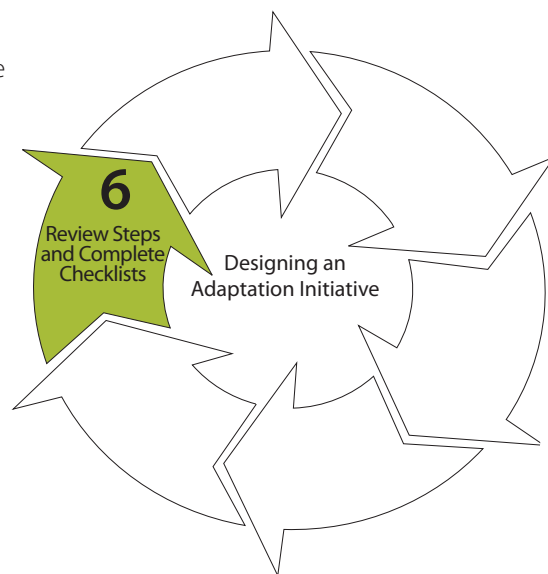 e
6
Review Steps
and Complete
Checklists
Designing an
Adaptation Initiative